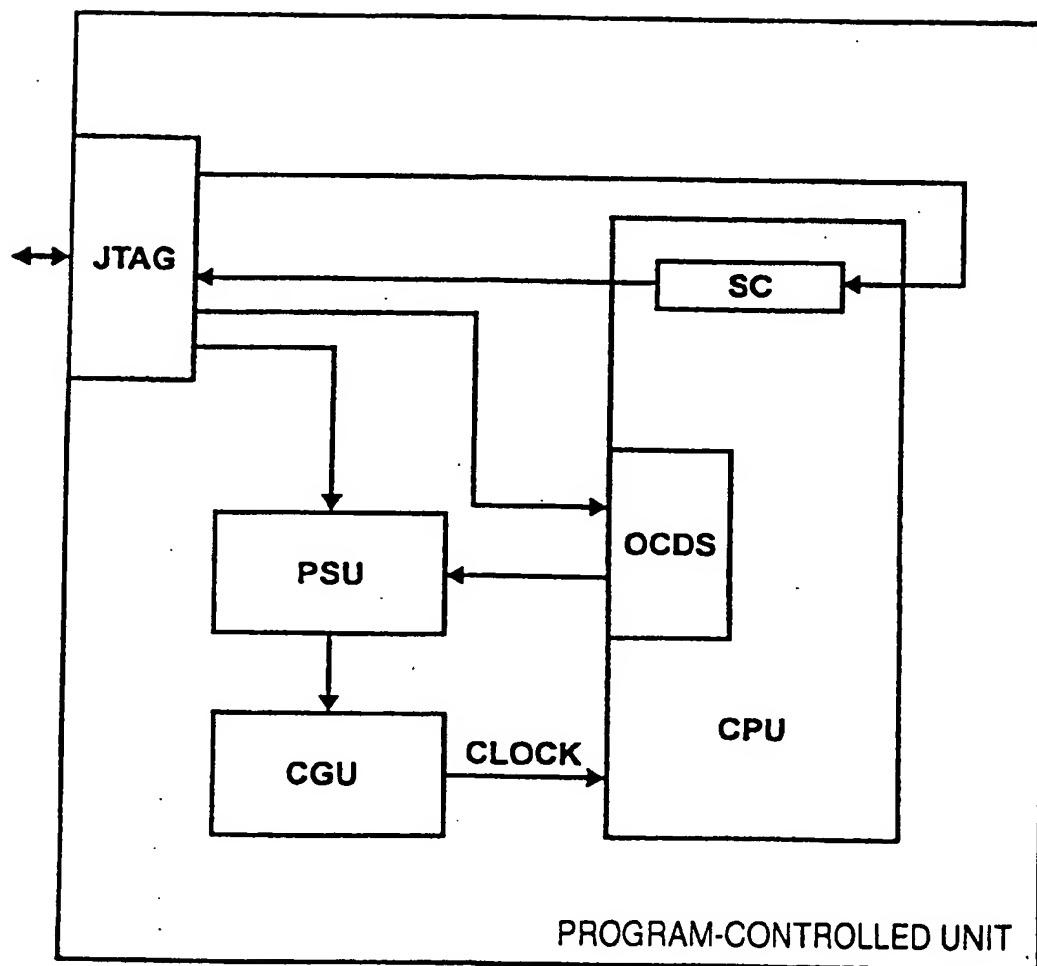 JTAG
SC
OCDS
PSU
CPU
CLOCK
CGU
PROGRAM-CONTROLLED UNIT